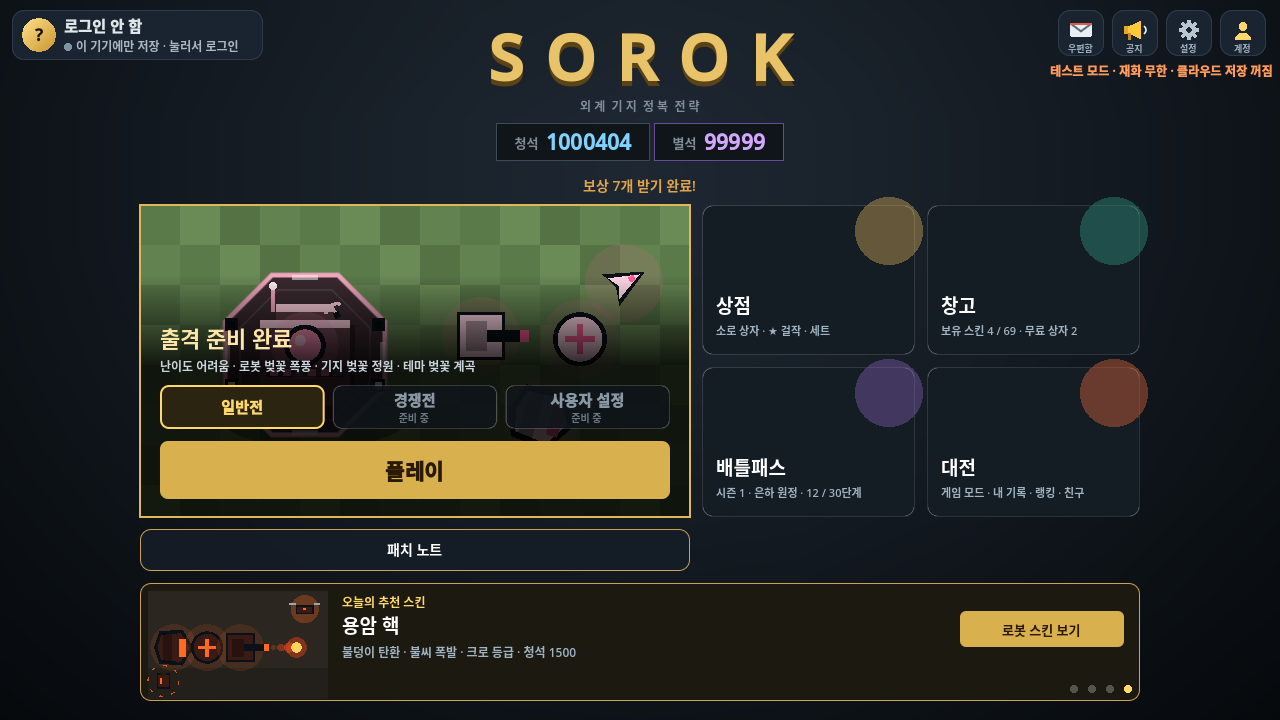 ?
로그인 안 함
이 기기에만 저장 · 눌러서 로그인
SOROK
외계 기지 정복 전략
우편함
공지
설정
계정
테스트 모드 · 재화 무한 · 클라우드 저장 꺼짐
청석 1000404
별석 99999
보상 7개 받기 완료!
출격 준비 완료
난이도 어려움 · 로봇 벚꽃 폭풍 · 기지 벚꽃 정원 · 테마 벚꽃 계곡
일반전
경쟁전
준비 중
사용자 설정
준비 중
플레이
상점
소로 상자 · ★ 걸작 · 세트
창고
보유 스킨 4 / 69 · 무료 상자 2
배틀패스
시즌 1 · 은하 원정 · 12 / 30단계
대전
게임 모드 · 내 기록 · 랭킹 · 친구
패치 노트
오늘의 추천 스킨
용암 핵
불덩이 탄환 · 불씨 폭발 · 크로 등급 · 청석 1500
로봇 스킨 보기